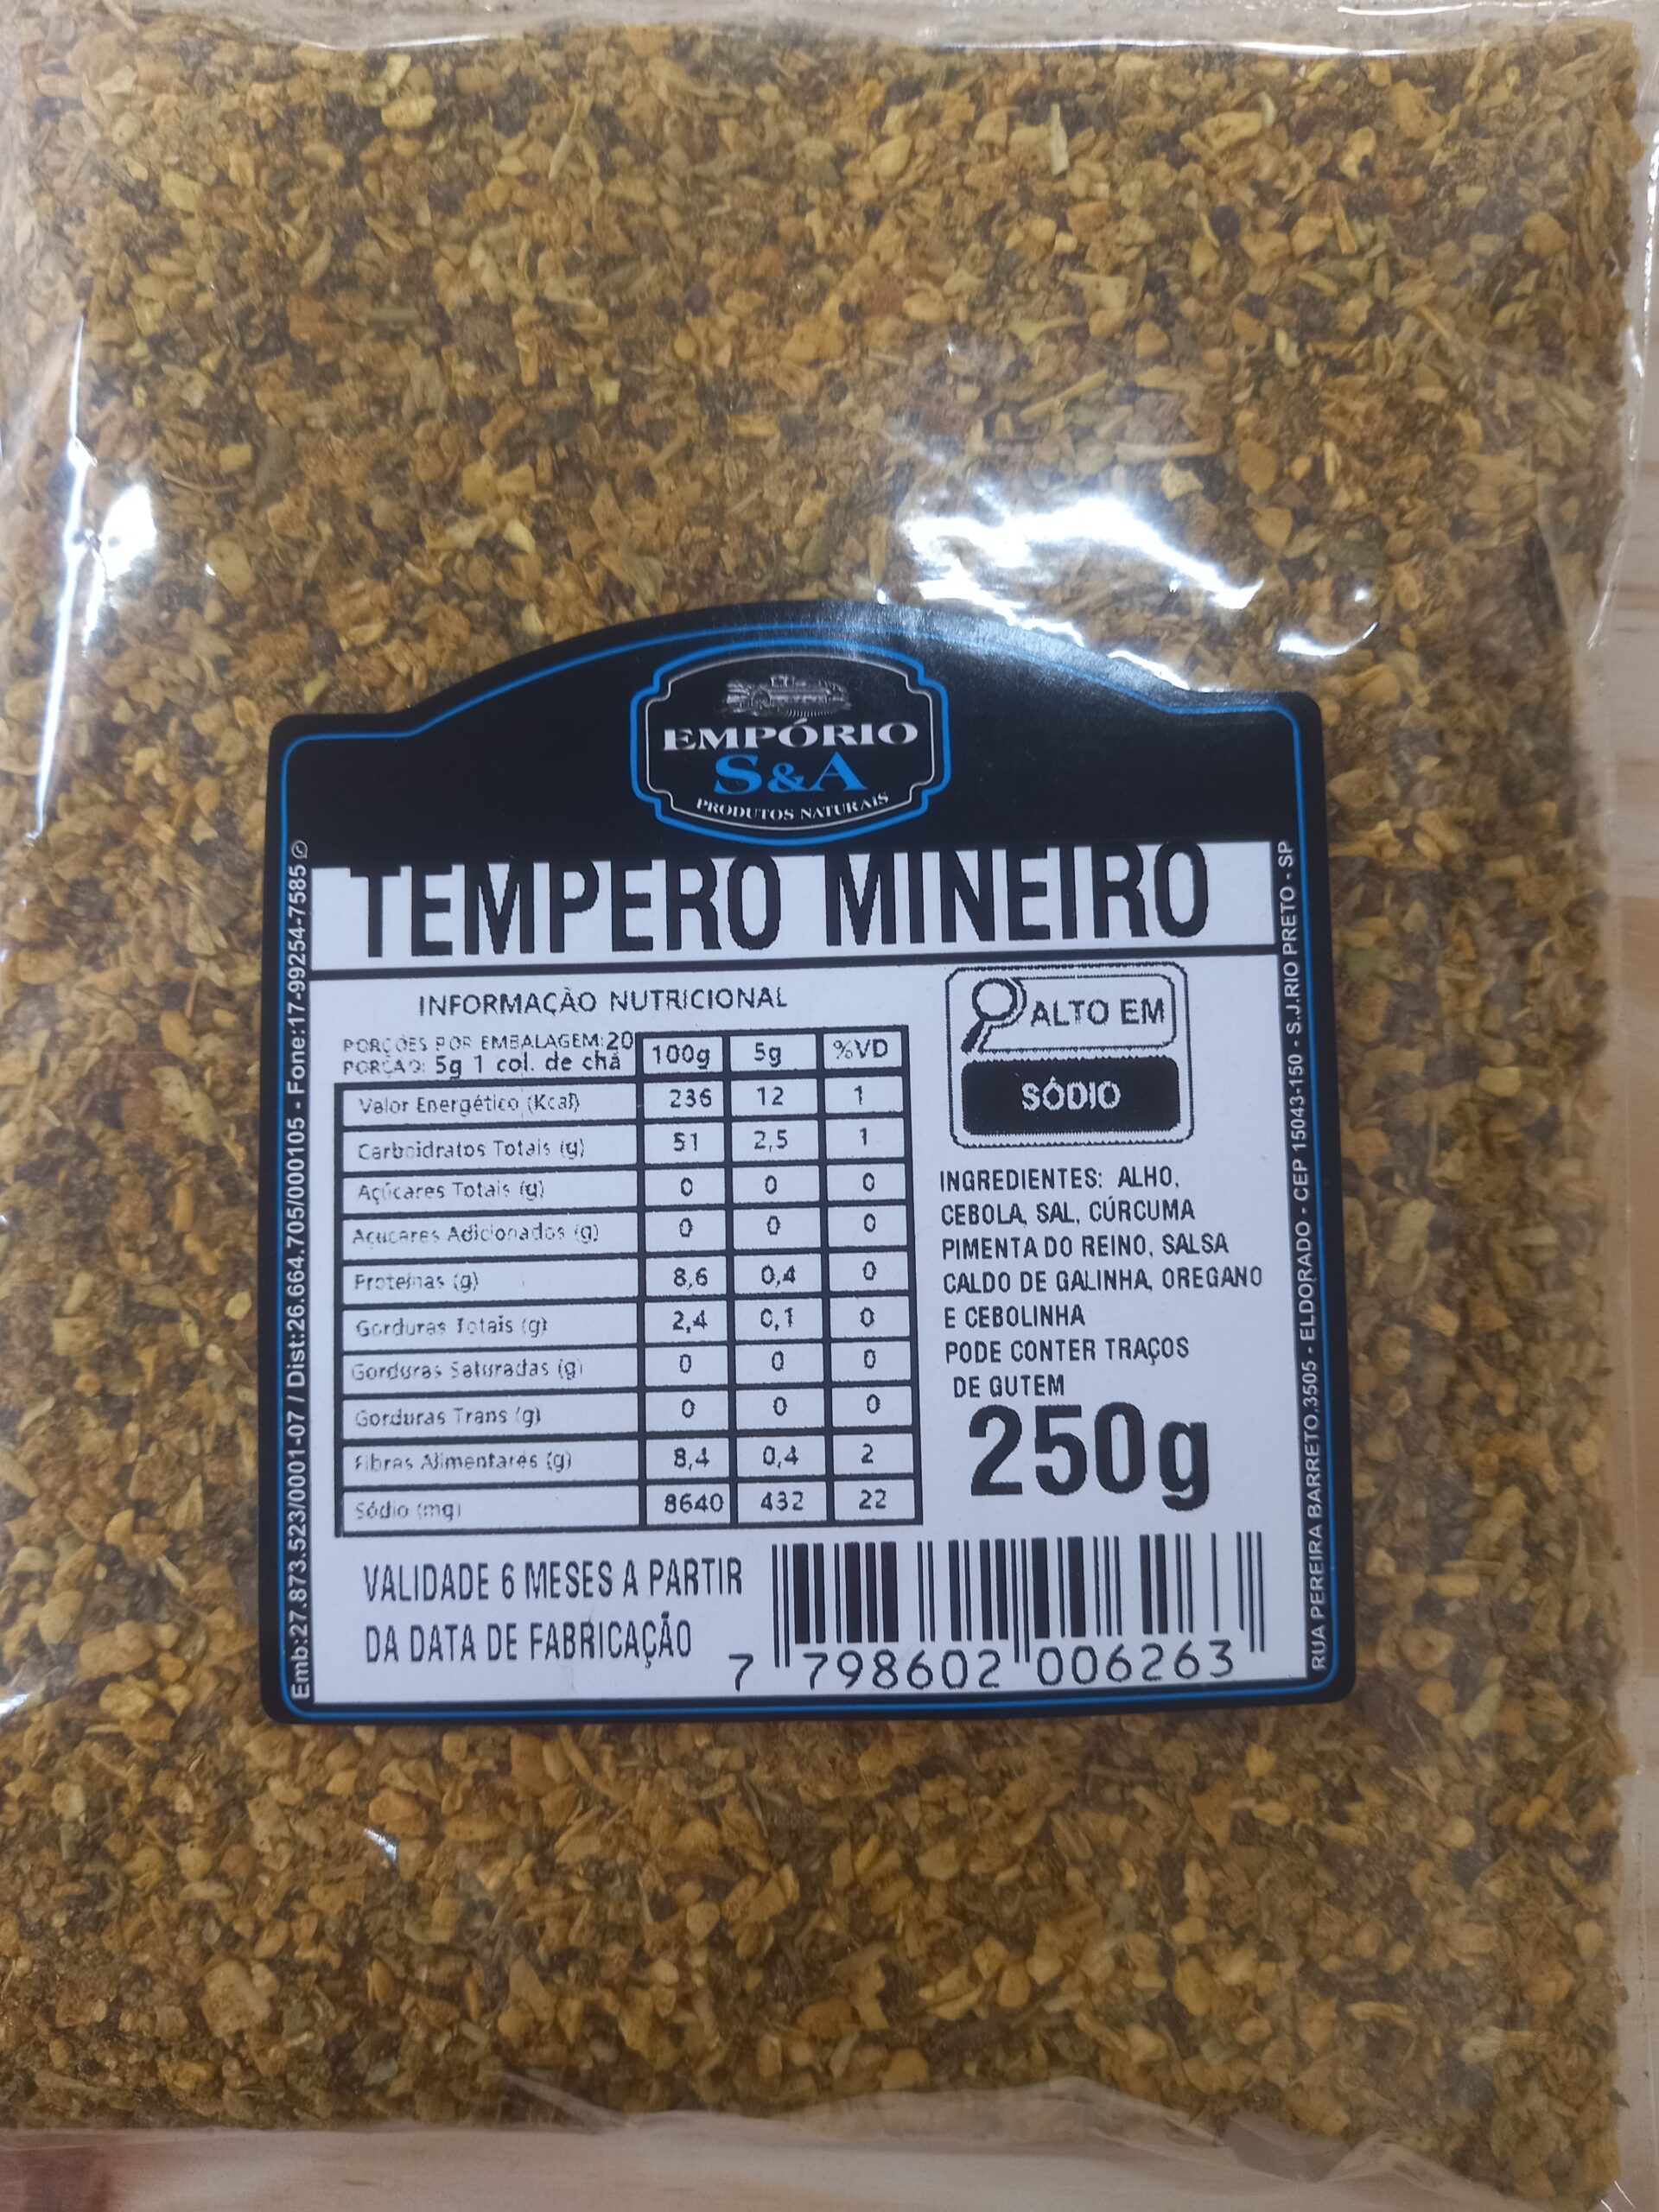 EMPÓRIO
S&A
PRODUTOS NATURAIS
TEMPERO MINEIRO
INFORMAÇÃO NUTRICIONAL
PORÇÕES POR EMBALAGEM:20
PORÇÃO: 5g 1 col. de chá
100g 5g %VD
Valor Energético (Kcal) 236 12 1
Carboidratos Totais (g) 51 2,5 1
Açúcares Totais (g) 0 0 0
Açucares Adicionados (g) 0 0 0
Proteínas (g) 8,6 0,4 0
Gorduras Totais (g) 2,4 0,1 0
Gorduras Saturadas (g) 0 0 0
Gorduras Trans (g) 0 0 0
Fibras Alimentares (g) 8,4 0,4 2
Sódio (mg) 8640 432 22
ALTO EM
SÓDIO
INGREDIENTES: ALHO,
CEBOLA, SAL, CÚRCUMA
PIMENTA DO REINO, SALSA
CALDO DE GALINHA, OREGANO
E CEBOLINHA
PODE CONTER TRAÇOS
DE GUTEM
250g
VALIDADE 6 MESES A PARTIR
DA DATA DE FABRICAÇÃO
7 798602 006263
Emb:27.873.523/0001-07 / Dist:26.664.705/000105 - Fone:17-99254-7585
RUA PEREIRA BARRETO,3505 - ELDORADO - CEP 15043-150 - S.J.RIO PRETO - SP